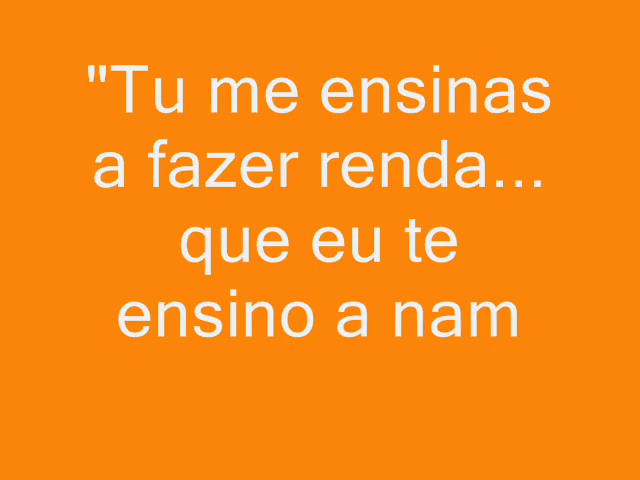 "Tu me ensinas
a fazer renda...
que eu te
ensino a nam